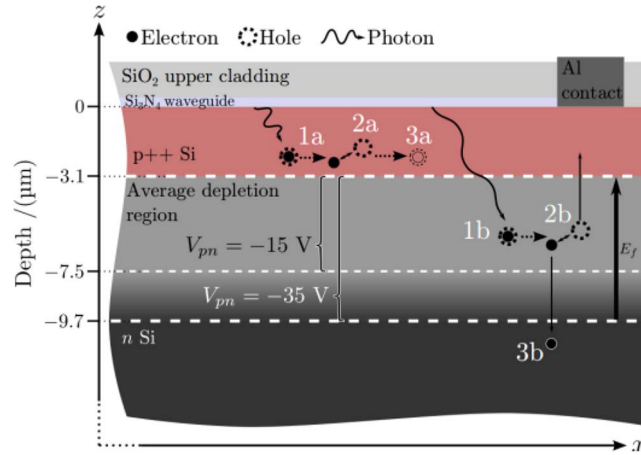 z
Electron Hole Photon
SiO2 upper cladding
Al
contact
Si3N4 waveguide
0
1a 2a 3a
p++ Si
-3.1
Average depletion
region
1b 2b
Vpn = −15 V
Ef
Depth /(μm)
-7.5
Vpn = −35 V
-9.7
n Si
3b
x